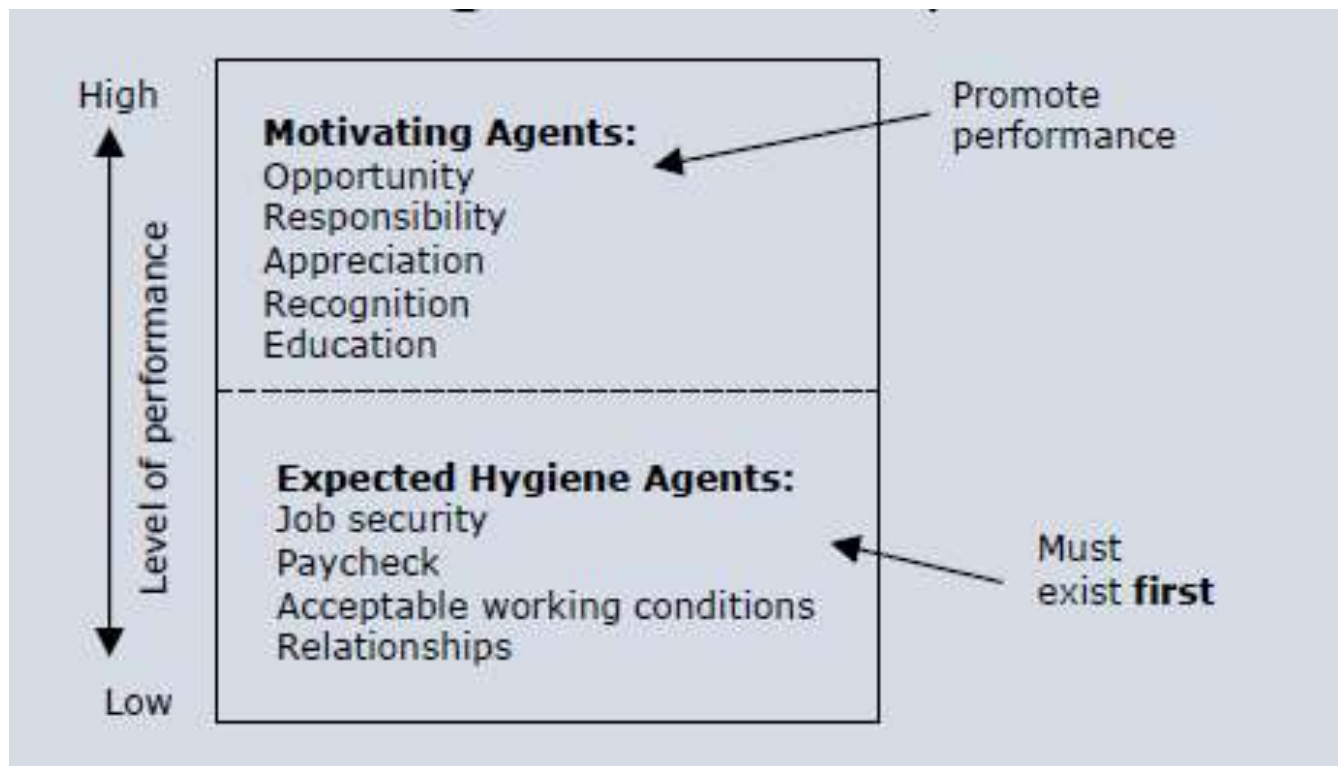 High
Motivating Agents:
Opportunity
Responsibility
Appreciation
Recognition
Education
Promote
performance
Level of performance
Expected Hygiene Agents:
Job security
Paycheck
Acceptable working conditions
Relationships
Must
exist first
Low